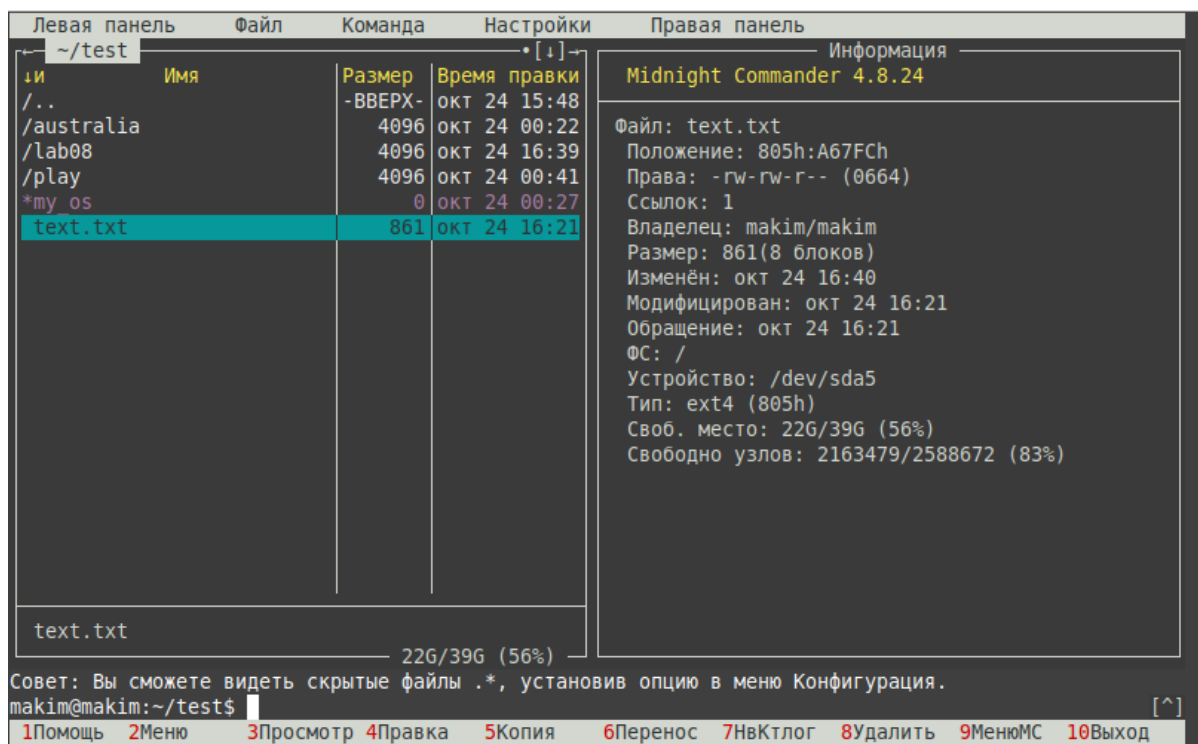 Левая панель Файл Команда Настройки Правая панель
← ~/test •[↓]→
↓и Имя Размер Время правки
/.. -ВВЕРХ- окт 24 15:48
/australia 4096 окт 24 00:22
/lab08 4096 окт 24 16:39
/play 4096 окт 24 00:41
*my_os 0 окт 24 00:27
text.txt 861 окт 24 16:21
text.txt
22G/39G (56%)
Информация
Midnight Commander 4.8.24
Файл: text.txt
Положение: 805h:A67FCh
Права: -rw-rw-r-- (0664)
Ссылок: 1
Владелец: makim/makim
Размер: 861(8 блоков)
Изменён: окт 24 16:40
Модифицирован: окт 24 16:21
Обращение: окт 24 16:21
ФС: /
Устройство: /dev/sda5
Тип: ext4 (805h)
Своб. место: 22G/39G (56%)
Свободно узлов: 2163479/2588672 (83%)
Совет: Вы сможете видеть скрытые файлы .*, установив опцию в меню Конфигурация.
makim@makim:~/test$ [^]
1Помощь 2Меню 3Просмотр 4Правка 5Копия 6Перенос 7НвКтлог 8Удалить 9МенюМС 10Выход